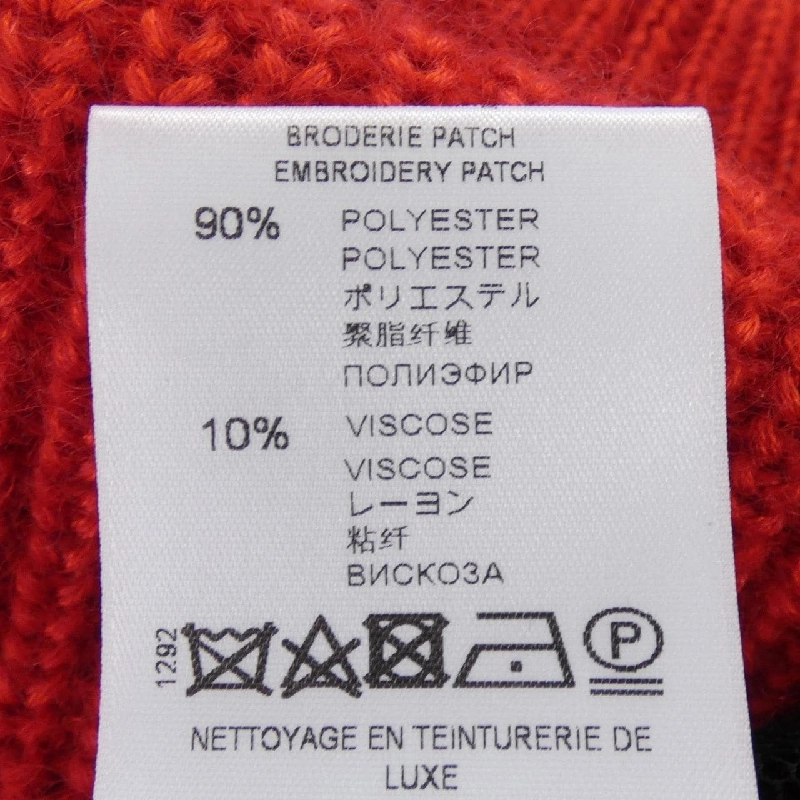 BRODERIE PATCH
EMBROIDERY PATCH
90% POLYESTER
POLYESTER
ポリエステル
聚脂纤维
ПОЛИЭФИР
10% VISCOSE
VISCOSE
レーヨン
粘纤
ВИСКОЗА
1292
P
NETTOYAGE EN TEINTURERIE DE
LUXE